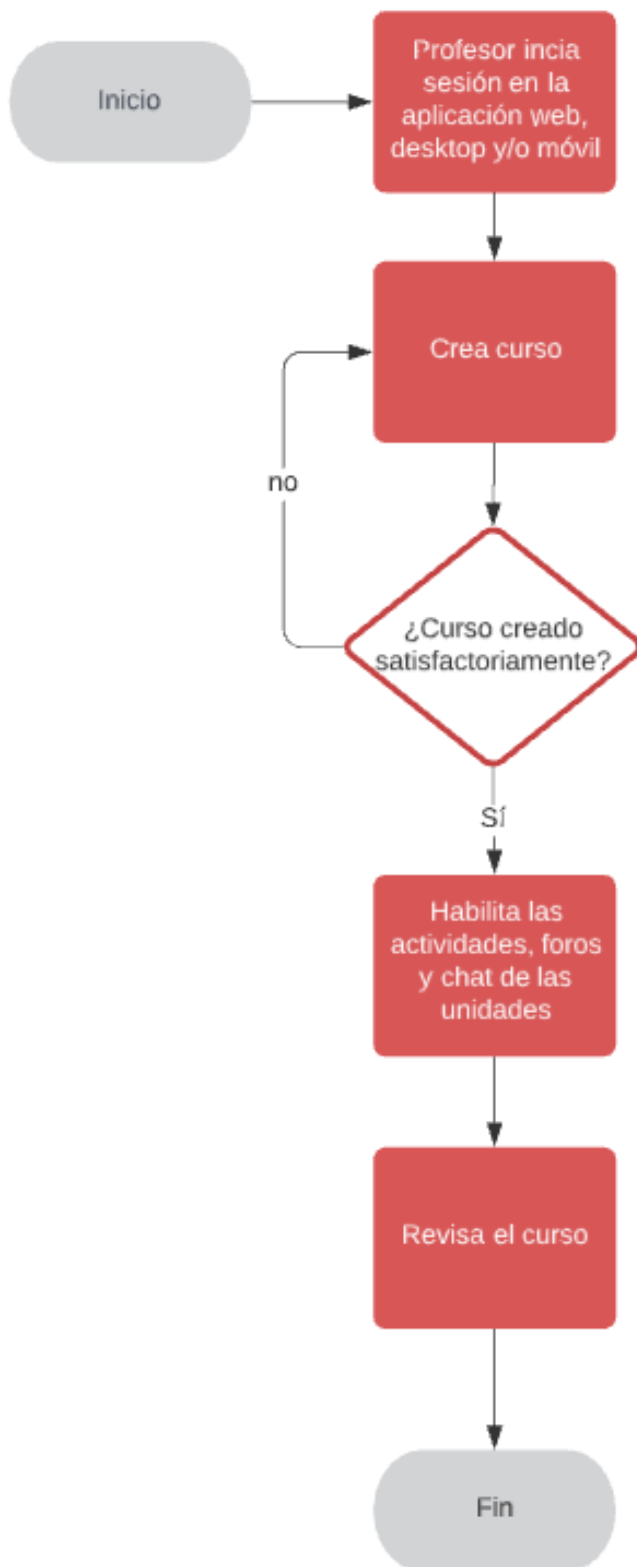 Inicio
Profesor incia
sesión en la
aplicación web,
desktop y/o móvil
Crea curso
no
¿Curso creado
satisfactoriamente?
Sí
Habilita las
actividades, foros
y chat de las
unidades
Revisa el curso
Fin